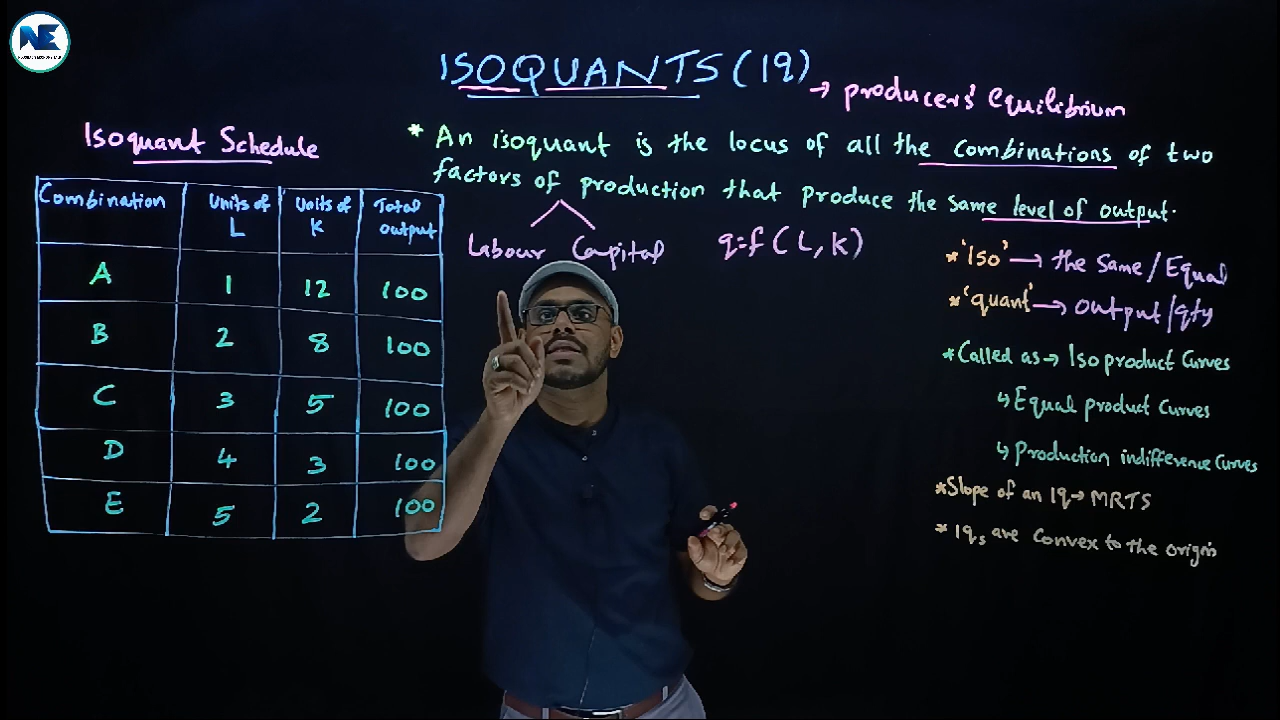 NE
ISOQUANTS (IQ)
→ producers' Equilibrium
Isoquant Schedule
Combination | Units of L | Units of K | Total output
A | 1 | 12 | 100
B | 2 | 8 | 100
C | 3 | 5 | 100
D | 4 | 3 | 100
E | 5 | 2 | 100
* An isoquant is the locus of all the combinations of two
factors of production that produce the same level of output.
Labour Capital q=f(L,K)
* 'Iso' → the same/Equal
* 'quant' → output/qty
* Called as → Iso product Curves
↳ Equal product Curves
↳ Production indifference Curves
* Slope of an IQ → MRTS
* IQs are convex to the origin